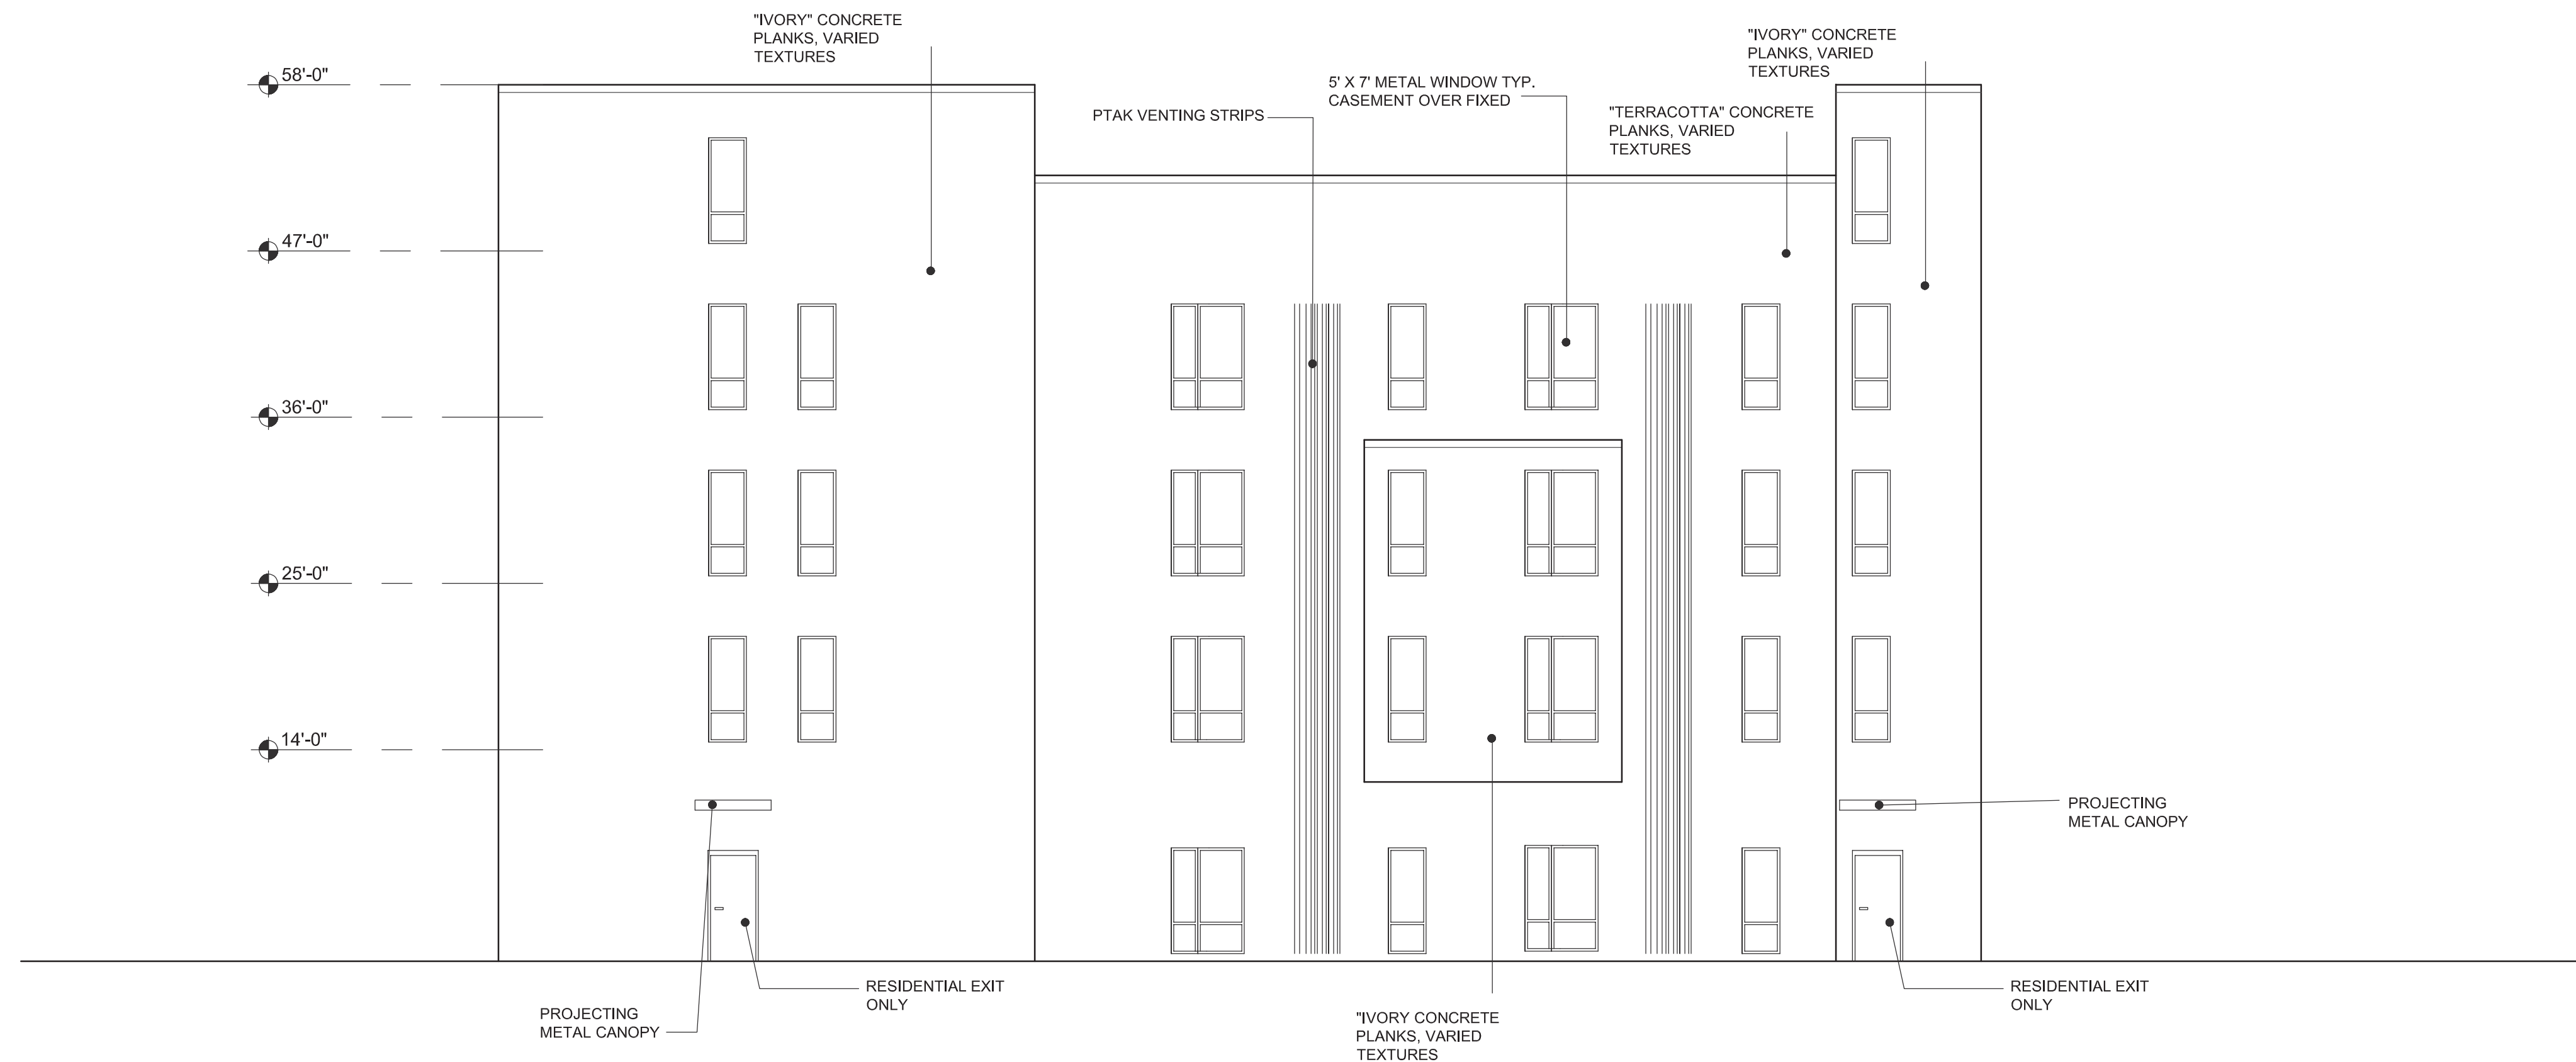 "IVORY" CONCRETE
PLANKS, VARIED
TEXTURES
"IVORY" CONCRETE
PLANKS, VARIED
TEXTURES
58'-0"
5' X 7' METAL WINDOW TYP.
CASEMENT OVER FIXED
PTAK VENTING STRIPS
"TERRACOTTA" CONCRETE
PLANKS, VARIED
TEXTURES
47'-0"
36'-0"
25'-0"
14'-0"
PROJECTING
METAL CANOPY
RESIDENTIAL EXIT
ONLY
RESIDENTIAL EXIT
ONLY
PROJECTING
METAL CANOPY
"IVORY CONCRETE
PLANKS, VARIED
TEXTURES